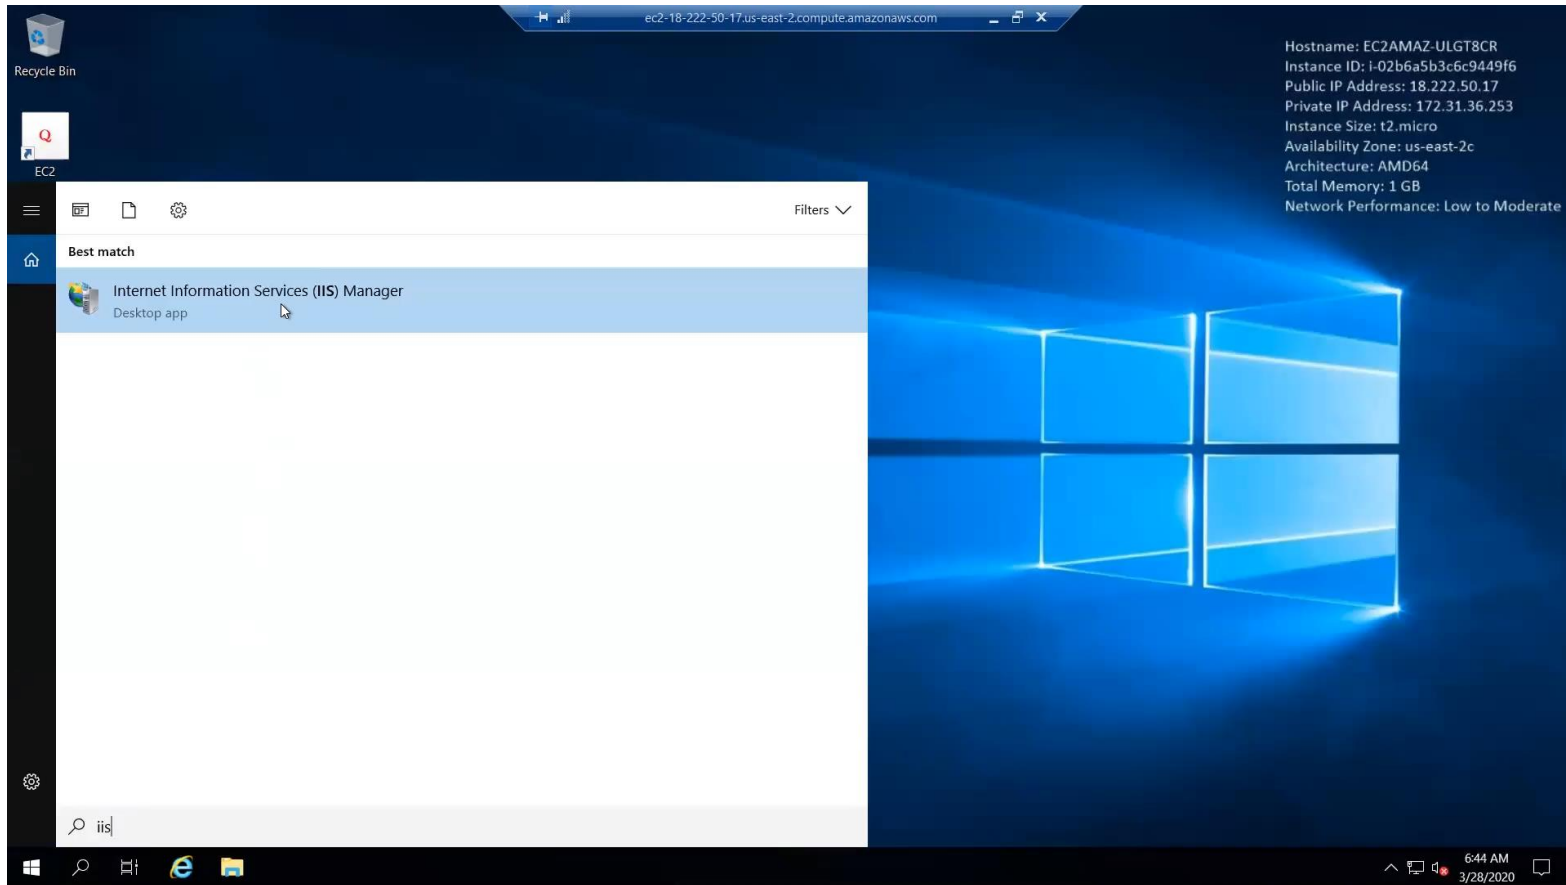 ec2-18-222-50-17.us-east-2.compute.amazonaws.com
Recycle Bin
Q
EC2
Hostname: EC2AMAZ-ULGT8CR
Instance ID: i-02b6a5b3c6c9449f6
Public IP Address: 18.222.50.17
Private IP Address: 172.31.36.253
Instance Size: t2.micro
Availability Zone: us-east-2c
Architecture: AMD64
Total Memory: 1 GB
Network Performance: Low to Moderate
Filters
Best match
Internet Information Services (IIS) Manager
Desktop app
iis
6:44 AM
3/28/2020